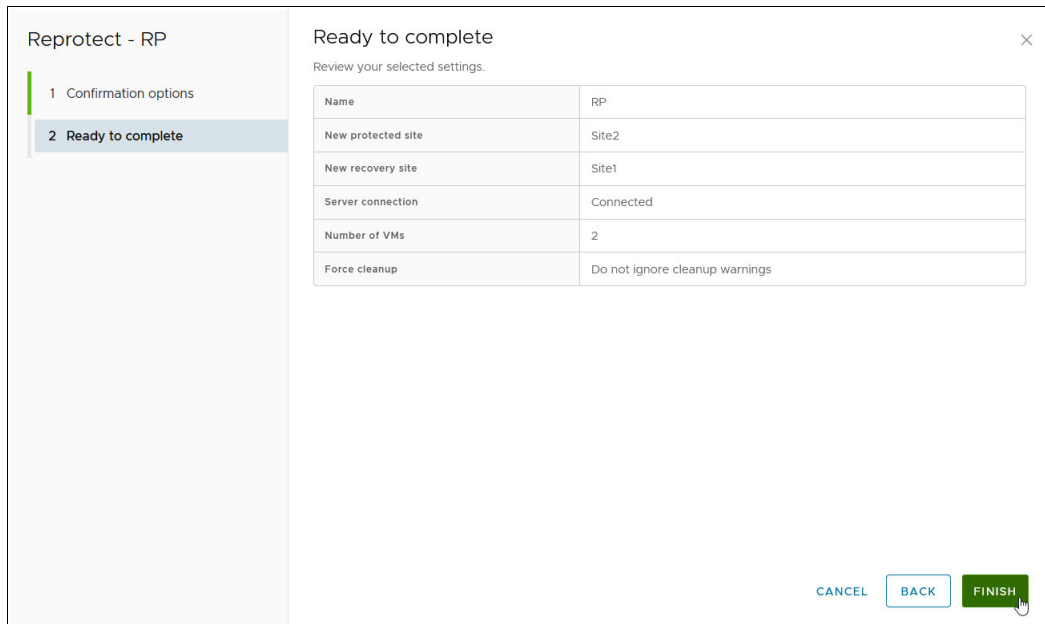 Reprotect - RP
1 Confirmation options
2 Ready to complete
Ready to complete
Review your selected settings.
Name RP
New protected site Site2
New recovery site Site1
Server connection Connected
Number of VMs 2
Force cleanup Do not ignore cleanup warnings
CANCEL BACK FINISH